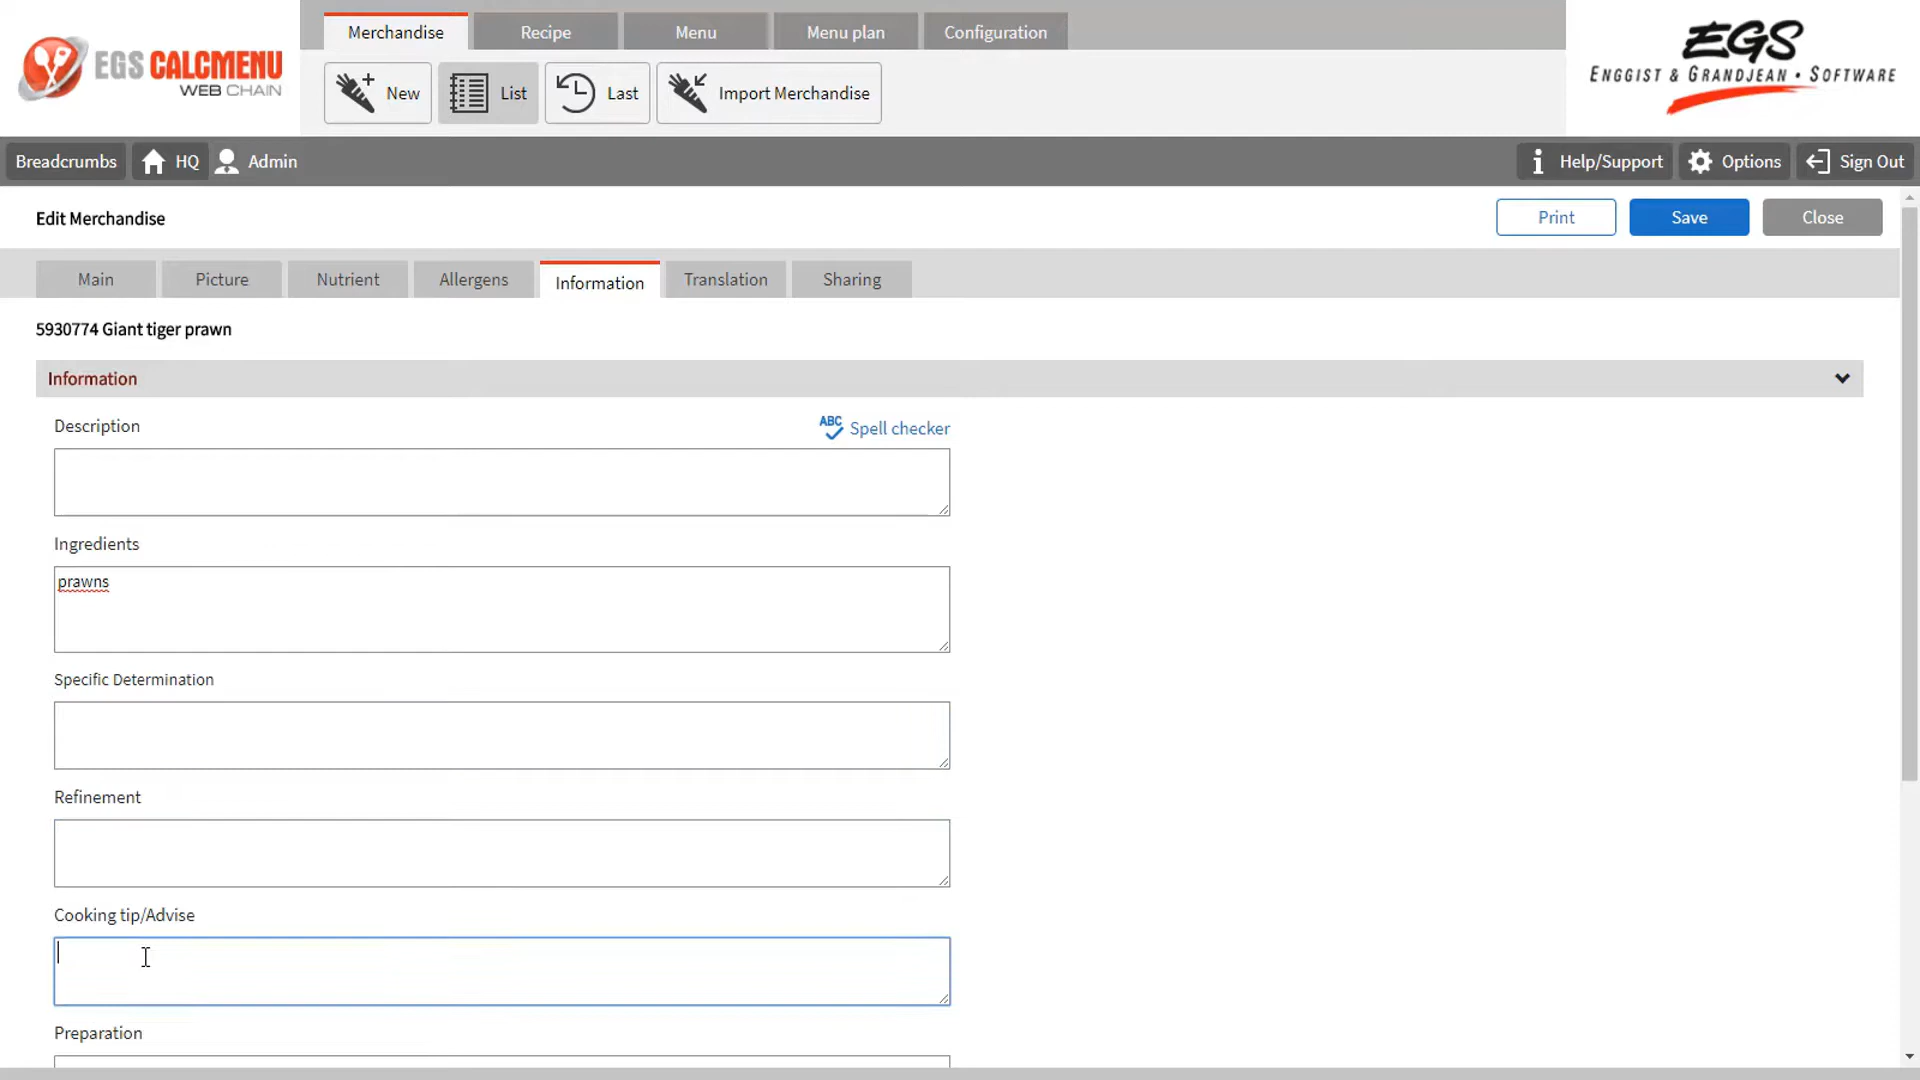 EGS CALCMENU
WEB CHAIN
Merchandise
Recipe
Menu
Menu plan
Configuration
New
List
Last
Import Merchandise
EGS
ENGGIST & GRANDJEAN • SOFTWARE
Breadcrumbs
HQ
Admin
Help/Support
Options
Sign Out
Edit Merchandise
Print
Save
Close
Main
Picture
Nutrient
Allergens
Information
Translation
Sharing
5930774 Giant tiger prawn
Information
Description
ABC Spell checker
Ingredients
prawns
Specific Determination
Refinement
Cooking tip/Advise
Preparation